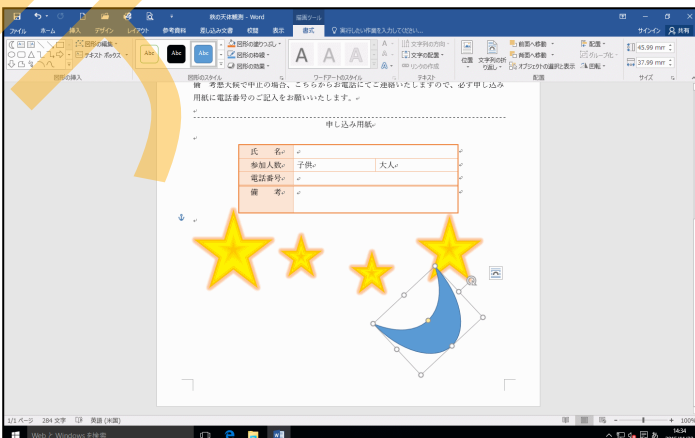 秋の天体観測 - Word
描画ツール
ファイル ホーム 挿入 デザイン レイアウト 参考資料 差し込み文書 校閲 表示 書式 実行したい作業を入力してください... サインイン 共有
図形の編集
テキスト ボックス
図形の挿入
Abc Abc Abc
図形の塗りつぶし
図形の枠線
図形の効果
図形のスタイル
A A A
ワードアートのスタイル
文字列の方向
文字の配置
リンクの作成
テキスト
位置 文字列の折り返し
前面へ移動
背面へ移動
オブジェクトの選択と表示
配置
グループ化
回転
配置
45.99 mm
37.99 mm
サイズ
備 考悪天候で中止の場合、こちらからお電話にてご連絡いたしますので、必ず申し込み
用紙に電話番号のご記入をお願いいたします。
申し込み用紙
氏 名
参加人数 子供 大人
電話番号
備 考
1/1 ページ 284 文字 英語 (米国) 100%
Web と Windows を検索
あ 14:34